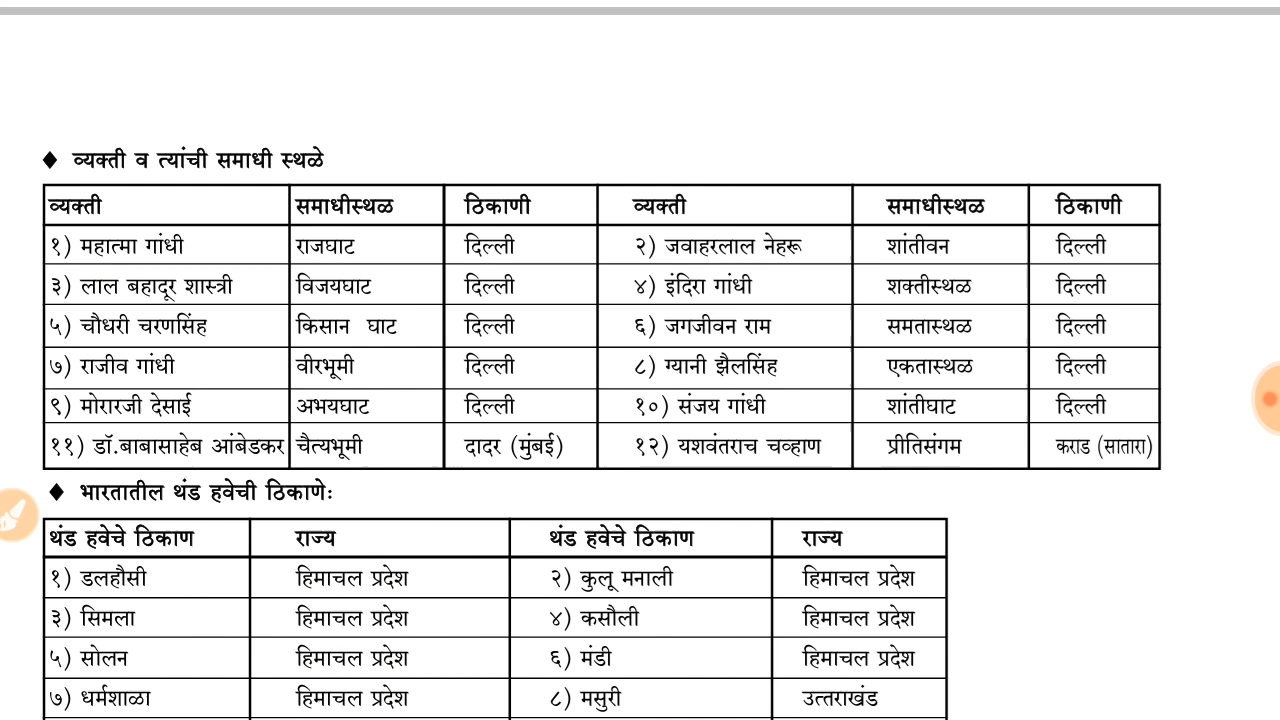 ♦ व्यक्ती व त्यांची समाधी स्थळे
व्यक्ती समाधीस्थळ ठिकाणी व्यक्ती समाधीस्थळ ठिकाणी
१) महात्मा गांधी राजघाट दिल्ली २) जवाहरलाल नेहरू शांतीवन दिल्ली
३) लाल बहादूर शास्त्री विजयघाट दिल्ली ४) इंदिरा गांधी शक्तीस्थळ दिल्ली
५) चौधरी चरणसिंह किसान घाट दिल्ली ६) जगजीवन राम समतास्थळ दिल्ली
७) राजीव गांधी वीरभूमी दिल्ली ८) ग्यानी झैलसिंह एकतास्थळ दिल्ली
९) मोरारजी देसाई अभयघाट दिल्ली १०) संजय गांधी शांतीघाट दिल्ली
११) डॉ.बाबासाहेब आंबेडकर चैत्यभूमी दादर (मुंबई) १२) यशवंतराच चव्हाण प्रीतिसंगम कराड (सातारा)
♦ भारतातील थंड हवेची ठिकाणे:
थंड हवेचे ठिकाण राज्य थंड हवेचे ठिकाण राज्य
१) डलहौसी हिमाचल प्रदेश २) कुलू मनाली हिमाचल प्रदेश
३) सिमला हिमाचल प्रदेश ४) कसौली हिमाचल प्रदेश
५) सोलन हिमाचल प्रदेश ६) मंडी हिमाचल प्रदेश
७) धर्मशाळा हिमाचल प्रदेश ८) मसुरी उत्तराखंड